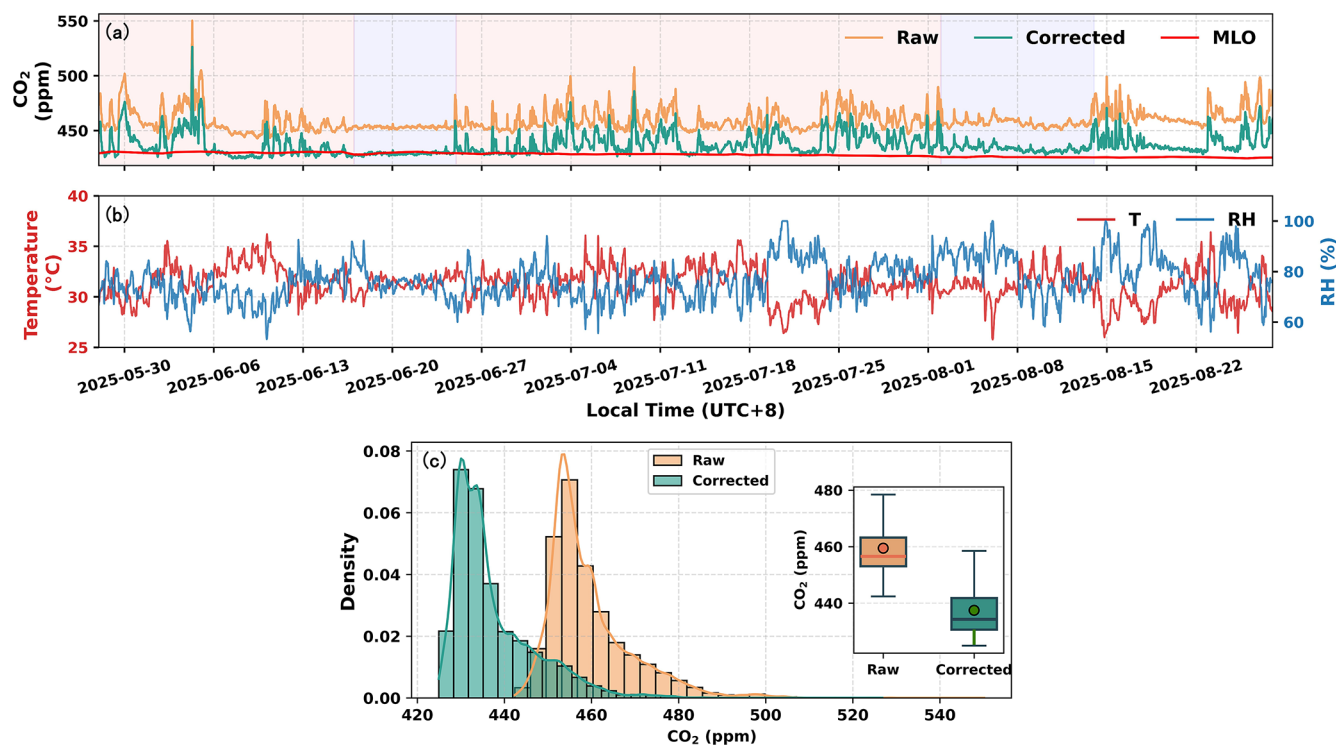 (a)
Raw Corrected MLO
550
500
450
CO₂
(ppm)
(b)
T RH
40
35
30
25
Temperature
(°C)
100
80
60
RH (%)
2025-05-30 2025-06-06 2025-06-13 2025-06-20 2025-06-27 2025-07-04 2025-07-11 2025-07-18 2025-07-25 2025-08-01 2025-08-08 2025-08-15 2025-08-22
Local Time (UTC+8)
(c)
Raw
Corrected
0.08
0.06
0.04
0.02
0.00
Density
480
460
440
CO₂ (ppm)
Raw Corrected
420 440 460 480 500 520 540
CO₂ (ppm)